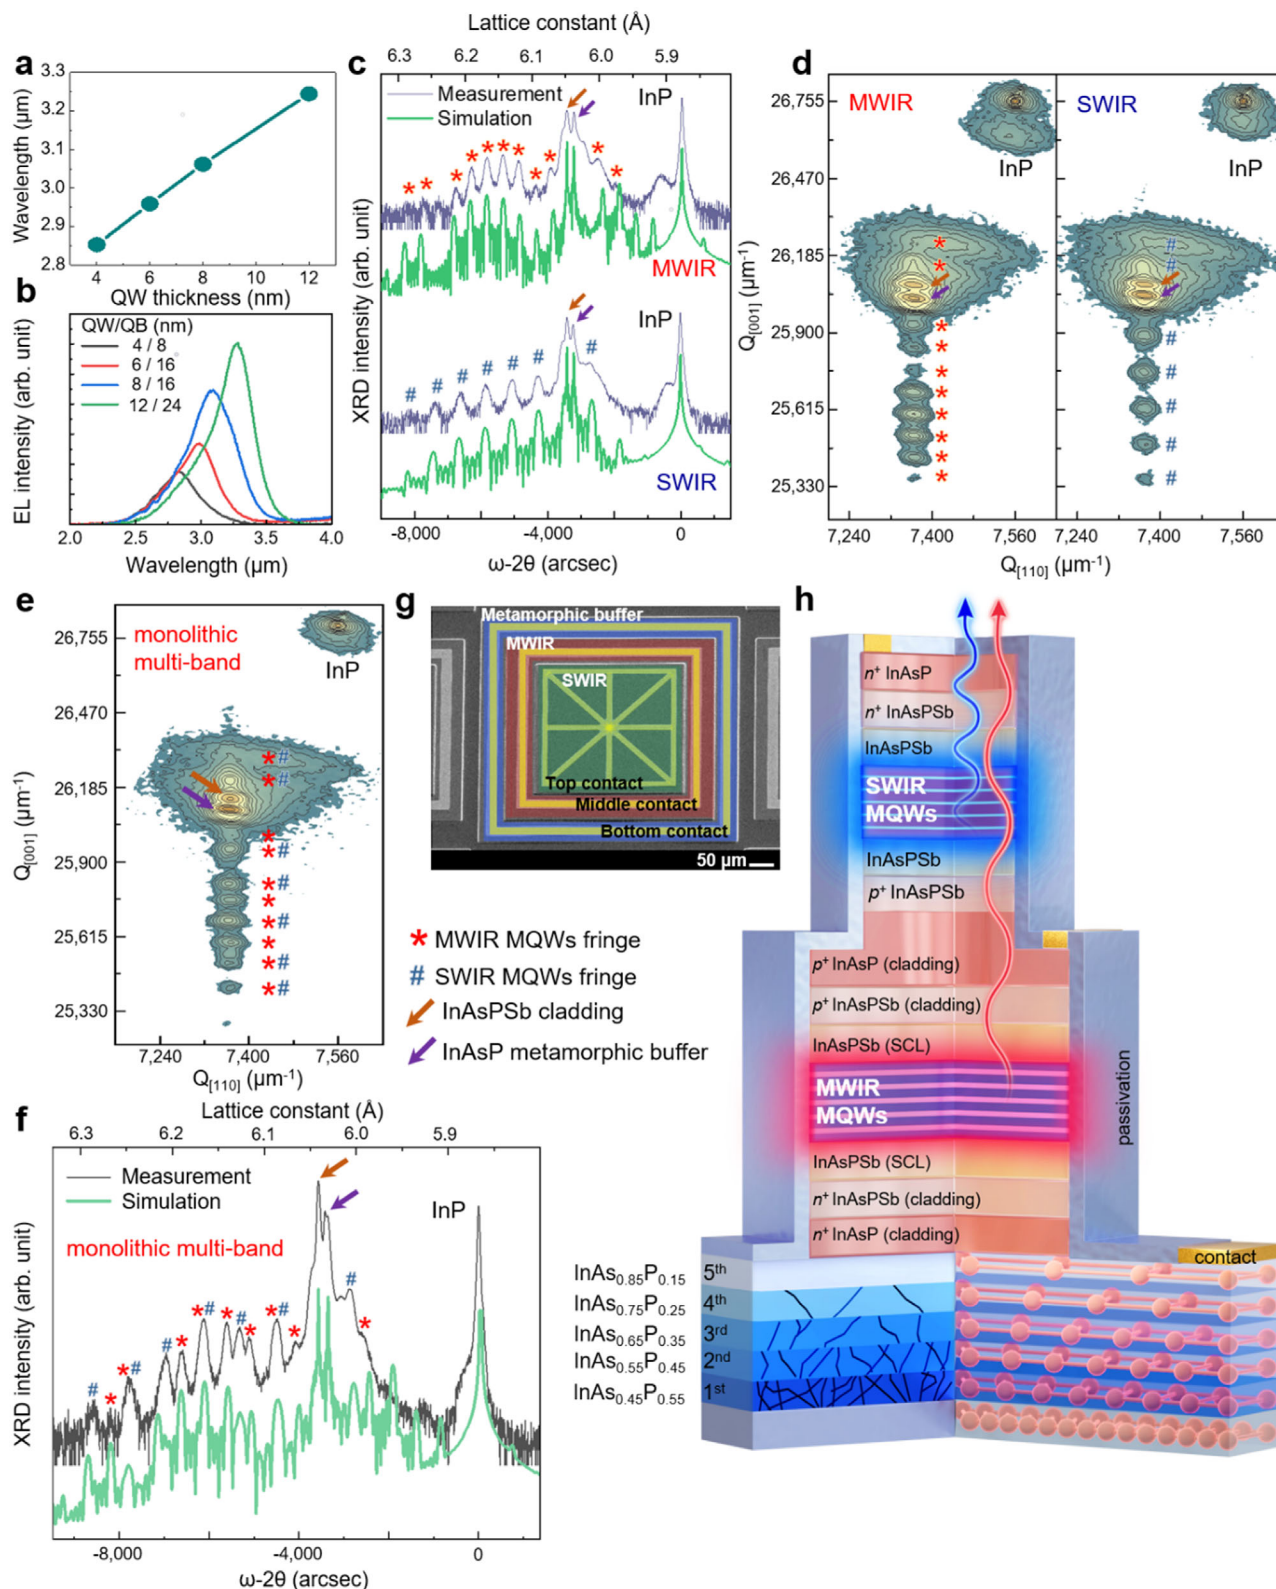 a
3.3
3.2
3.1
3.0
2.9
2.8
Wavelength (µm)
4
6
8
10
12
QW thickness (nm)
b
QW/QB (nm)
4 / 8
6 / 16
8 / 16
12 / 24
EL intensity (arb. unit)
2.0
2.5
3.0
3.5
4.0
Wavelength (µm)
Lattice constant (Å)
c
6.3
6.2
6.1
6.0
5.9
Measurement
Simulation
InP
*
*
*
*
*
*
*
*
*
*
*
MWIR
InP
#
#
#
#
#
#
#
SWIR
XRD intensity (arb. unit)
-8,000
-4,000
0
ω-2θ (arcsec)
d
MWIR
SWIR
InP
InP
26,755
26,470
26,185
25,900
25,615
25,330
Q[001] (µm-1)
*
*
*
*
*
*
*
*
*
*
#
#
#
#
#
#
#
7,240
7,400
7,560
7,240
7,400
7,560
Q[110] (µm-1)
e
monolithic
multi-band
InP
26,755
26,470
26,185
25,900
25,615
25,330
Q[001] (µm-1)
*#
*#
*
*#
*#
*
*#
*
*#
*#
7,240
7,400
7,560
Q[110] (µm-1)
g
Metamorphic buffer
MWIR
SWIR
Top contact
Middle contact
Bottom contact
50 µm
* MWIR MQWs fringe
# SWIR MQWs fringe
InAsPSb cladding
InAsP metamorphic buffer
f
Lattice constant (Å)
6.3
6.2
6.1
6.0
5.9
Measurement
Simulation
monolithic multi-band
InP
#
*
*#
#
*
*#
*
#
*
*#
*
#
*
XRD intensity (arb. unit)
-8,000
-4,000
0
ω-2θ (arcsec)
h
n+ InAsP
n+ InAsPSb
InAsPSb
SWIR
MQWs
InAsPSb
p+ InAsPSb
p+ InAsP (cladding)
p+ InAsPSb (cladding)
InAsPSb (SCL)
MWIR
MQWs
InAsPSb (SCL)
n+ InAsPSb (cladding)
n+ InAsP (cladding)
passivation
contact
InAs0.85P0.15 5th
InAs0.75P0.25 4th
InAs0.65P0.35 3rd
InAs0.55P0.45 2nd
InAs0.45P0.55 1st